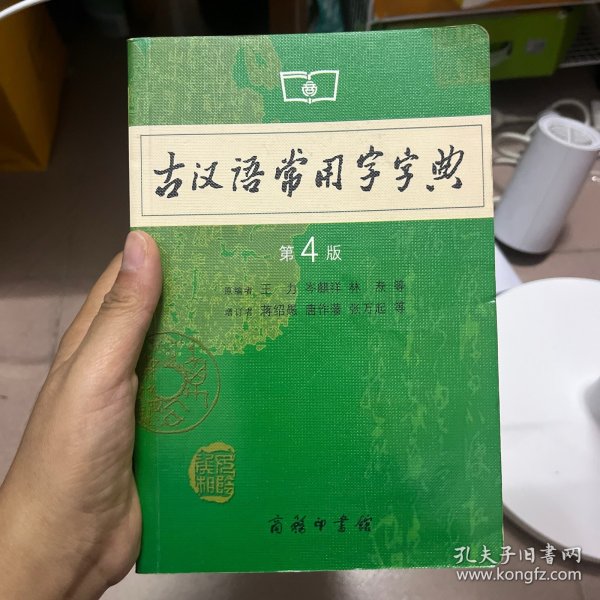 古汉语常用字字典
第4版
原编者 王力 岑麒祥 林焘 等
增订者 蒋绍愚 唐作藩 张万起 等
商务印书馆
孔夫子旧书网
www.kongfz.com